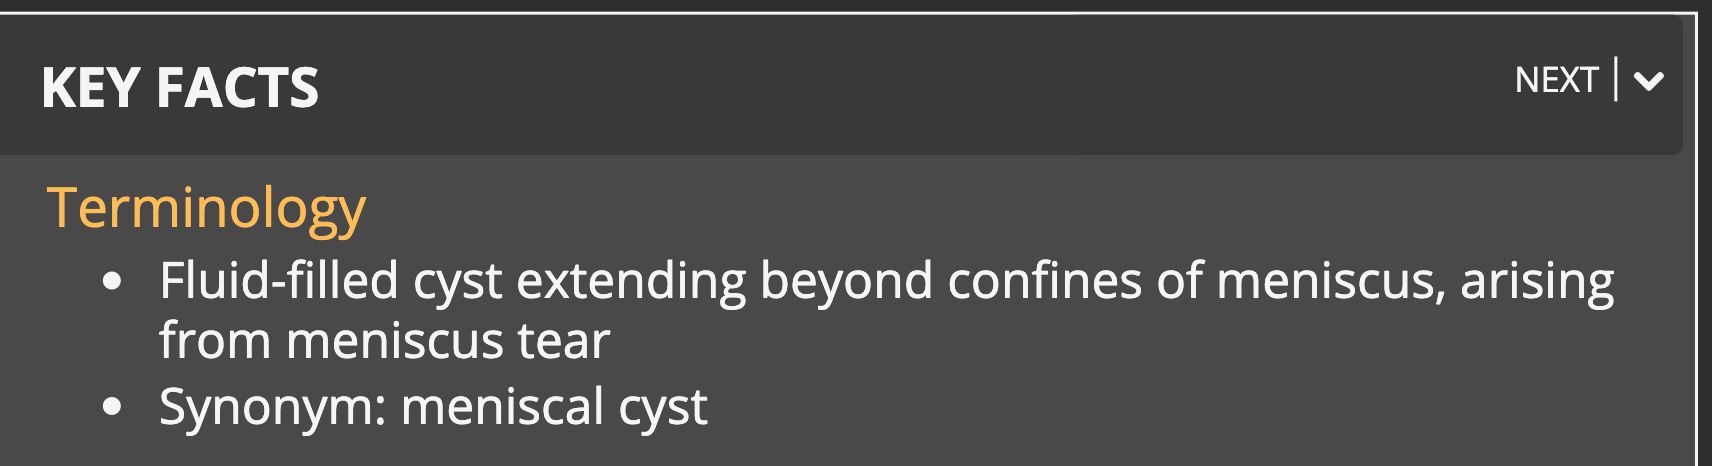 KEY FACTS
NEXT
Terminology
• Fluid-filled cyst extending beyond confines of meniscus, arising
from meniscus tear
• Synonym: meniscal cyst